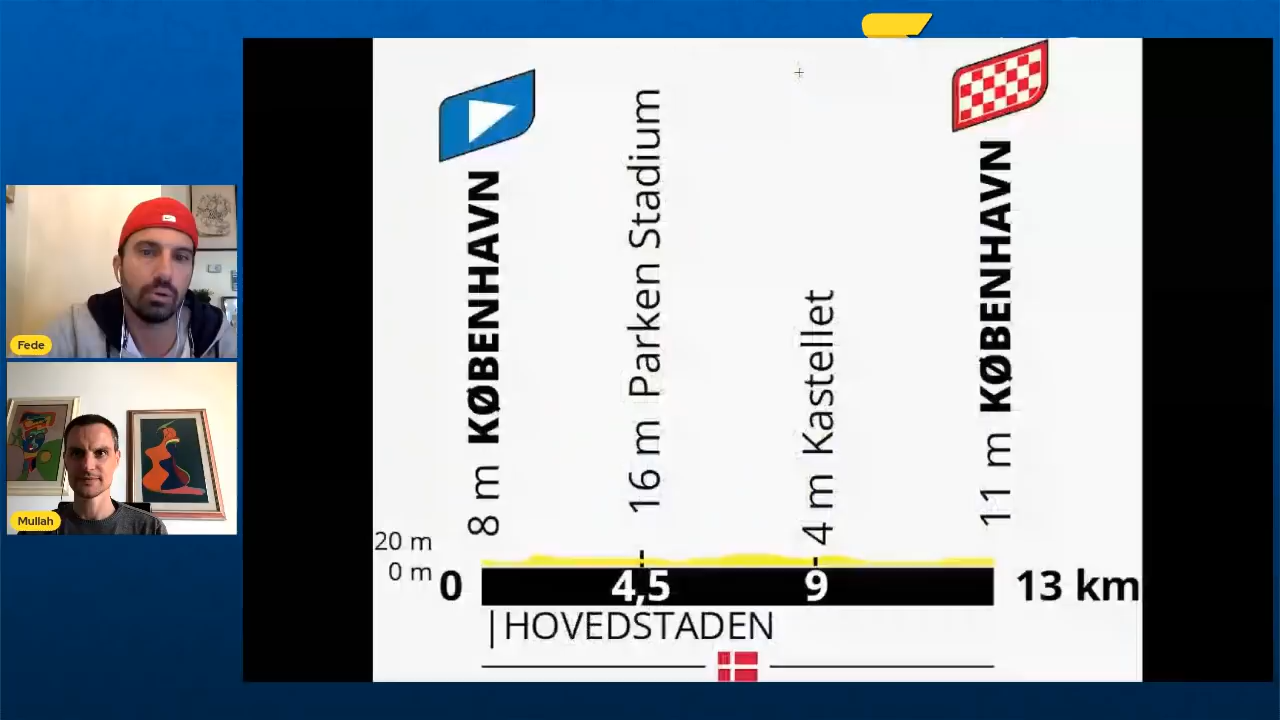 Fede
Mullah
8 m KØBENHAVN
16 m Parken Stadium
4 m Kastellet
11 m KØBENHAVN
20 m
0 m
0
4,5
9
13 km
HOVEDSTADEN